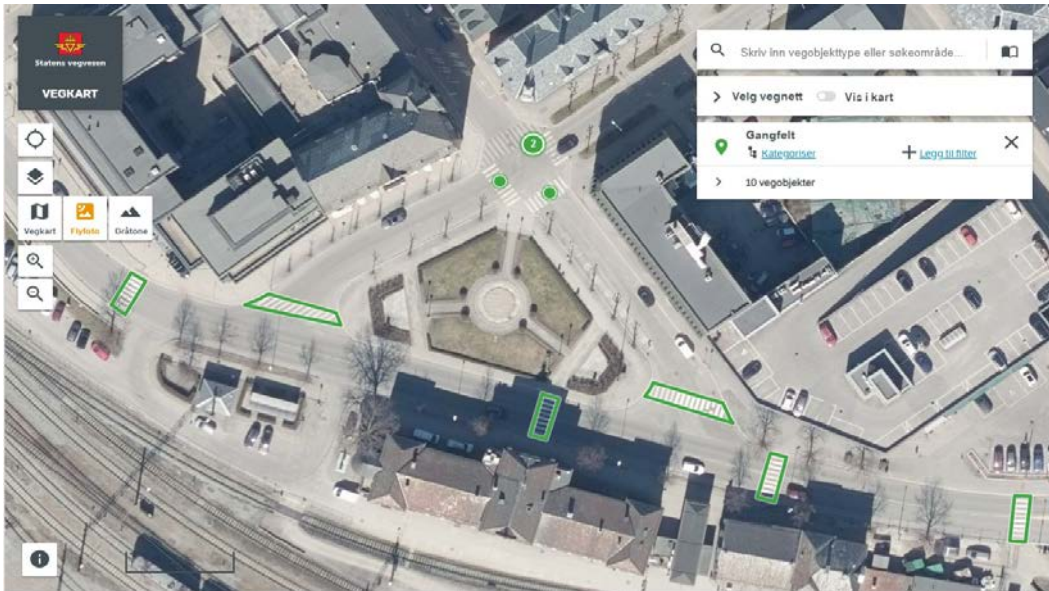 Statens vegvesen
VEGKART
Skriv inn vegobjekttype eller søkeområde...
Velg vegnett Vis i kart
Gangfelt
Kategoriser Legg til filter
10 vegobjekter
2
Vegkart Flyfoto Gråtone